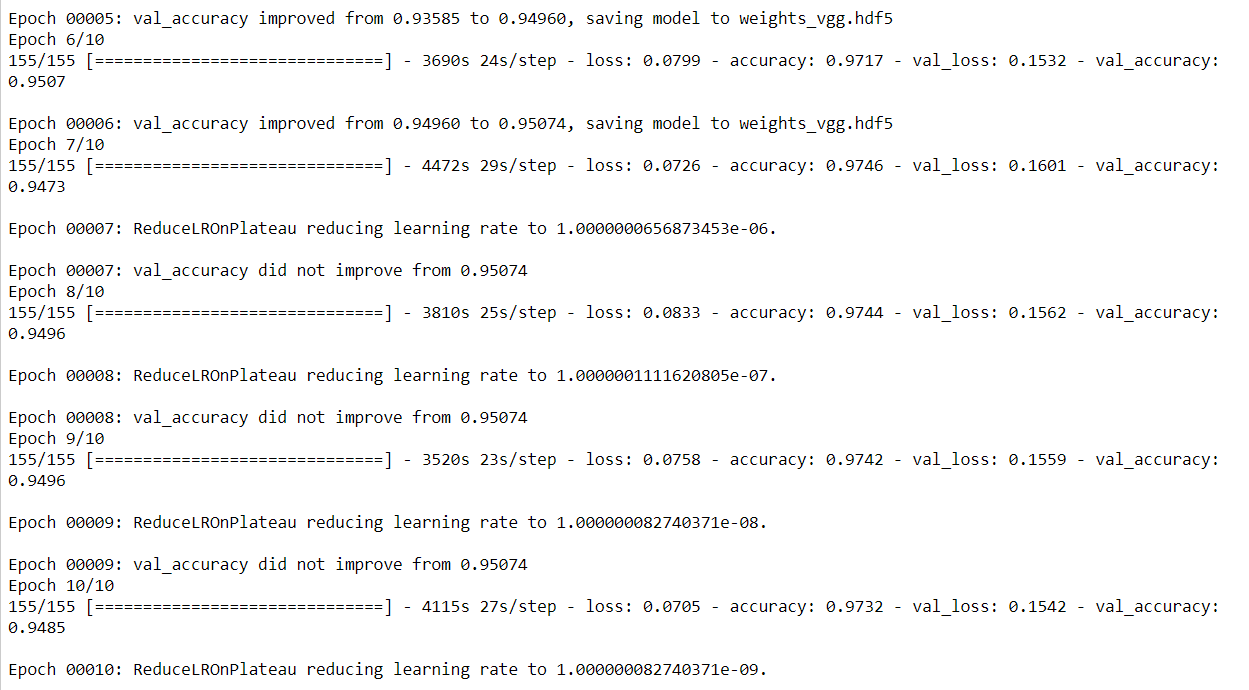 Epoch 00005: val_accuracy improved from 0.93585 to 0.94960, saving model to weights_vgg.hdf5
Epoch 6/10
155/155 [==============================] - 3690s 24s/step - loss: 0.0799 - accuracy: 0.9717 - val_loss: 0.1532 - val_accuracy:
0.9507
Epoch 00006: val_accuracy improved from 0.94960 to 0.95074, saving model to weights_vgg.hdf5
Epoch 7/10
155/155 [==============================] - 4472s 29s/step - loss: 0.0726 - accuracy: 0.9746 - val_loss: 0.1601 - val_accuracy:
0.9473
Epoch 00007: ReduceLROnPlateau reducing learning rate to 1.0000000656873453e-06.
Epoch 00007: val_accuracy did not improve from 0.95074
Epoch 8/10
155/155 [==============================] - 3810s 25s/step - loss: 0.0833 - accuracy: 0.9744 - val_loss: 0.1562 - val_accuracy:
0.9496
Epoch 00008: ReduceLROnPlateau reducing learning rate to 1.0000001111620805e-07.
Epoch 00008: val_accuracy did not improve from 0.95074
Epoch 9/10
155/155 [==============================] - 3520s 23s/step - loss: 0.0758 - accuracy: 0.9742 - val_loss: 0.1559 - val_accuracy:
0.9496
Epoch 00009: ReduceLROnPlateau reducing learning rate to 1.000000082740371e-08.
Epoch 00009: val_accuracy did not improve from 0.95074
Epoch 10/10
155/155 [==============================] - 4115s 27s/step - loss: 0.0705 - accuracy: 0.9732 - val_loss: 0.1542 - val_accuracy:
0.9485
Epoch 00010: ReduceLROnPlateau reducing learning rate to 1.000000082740371e-09.